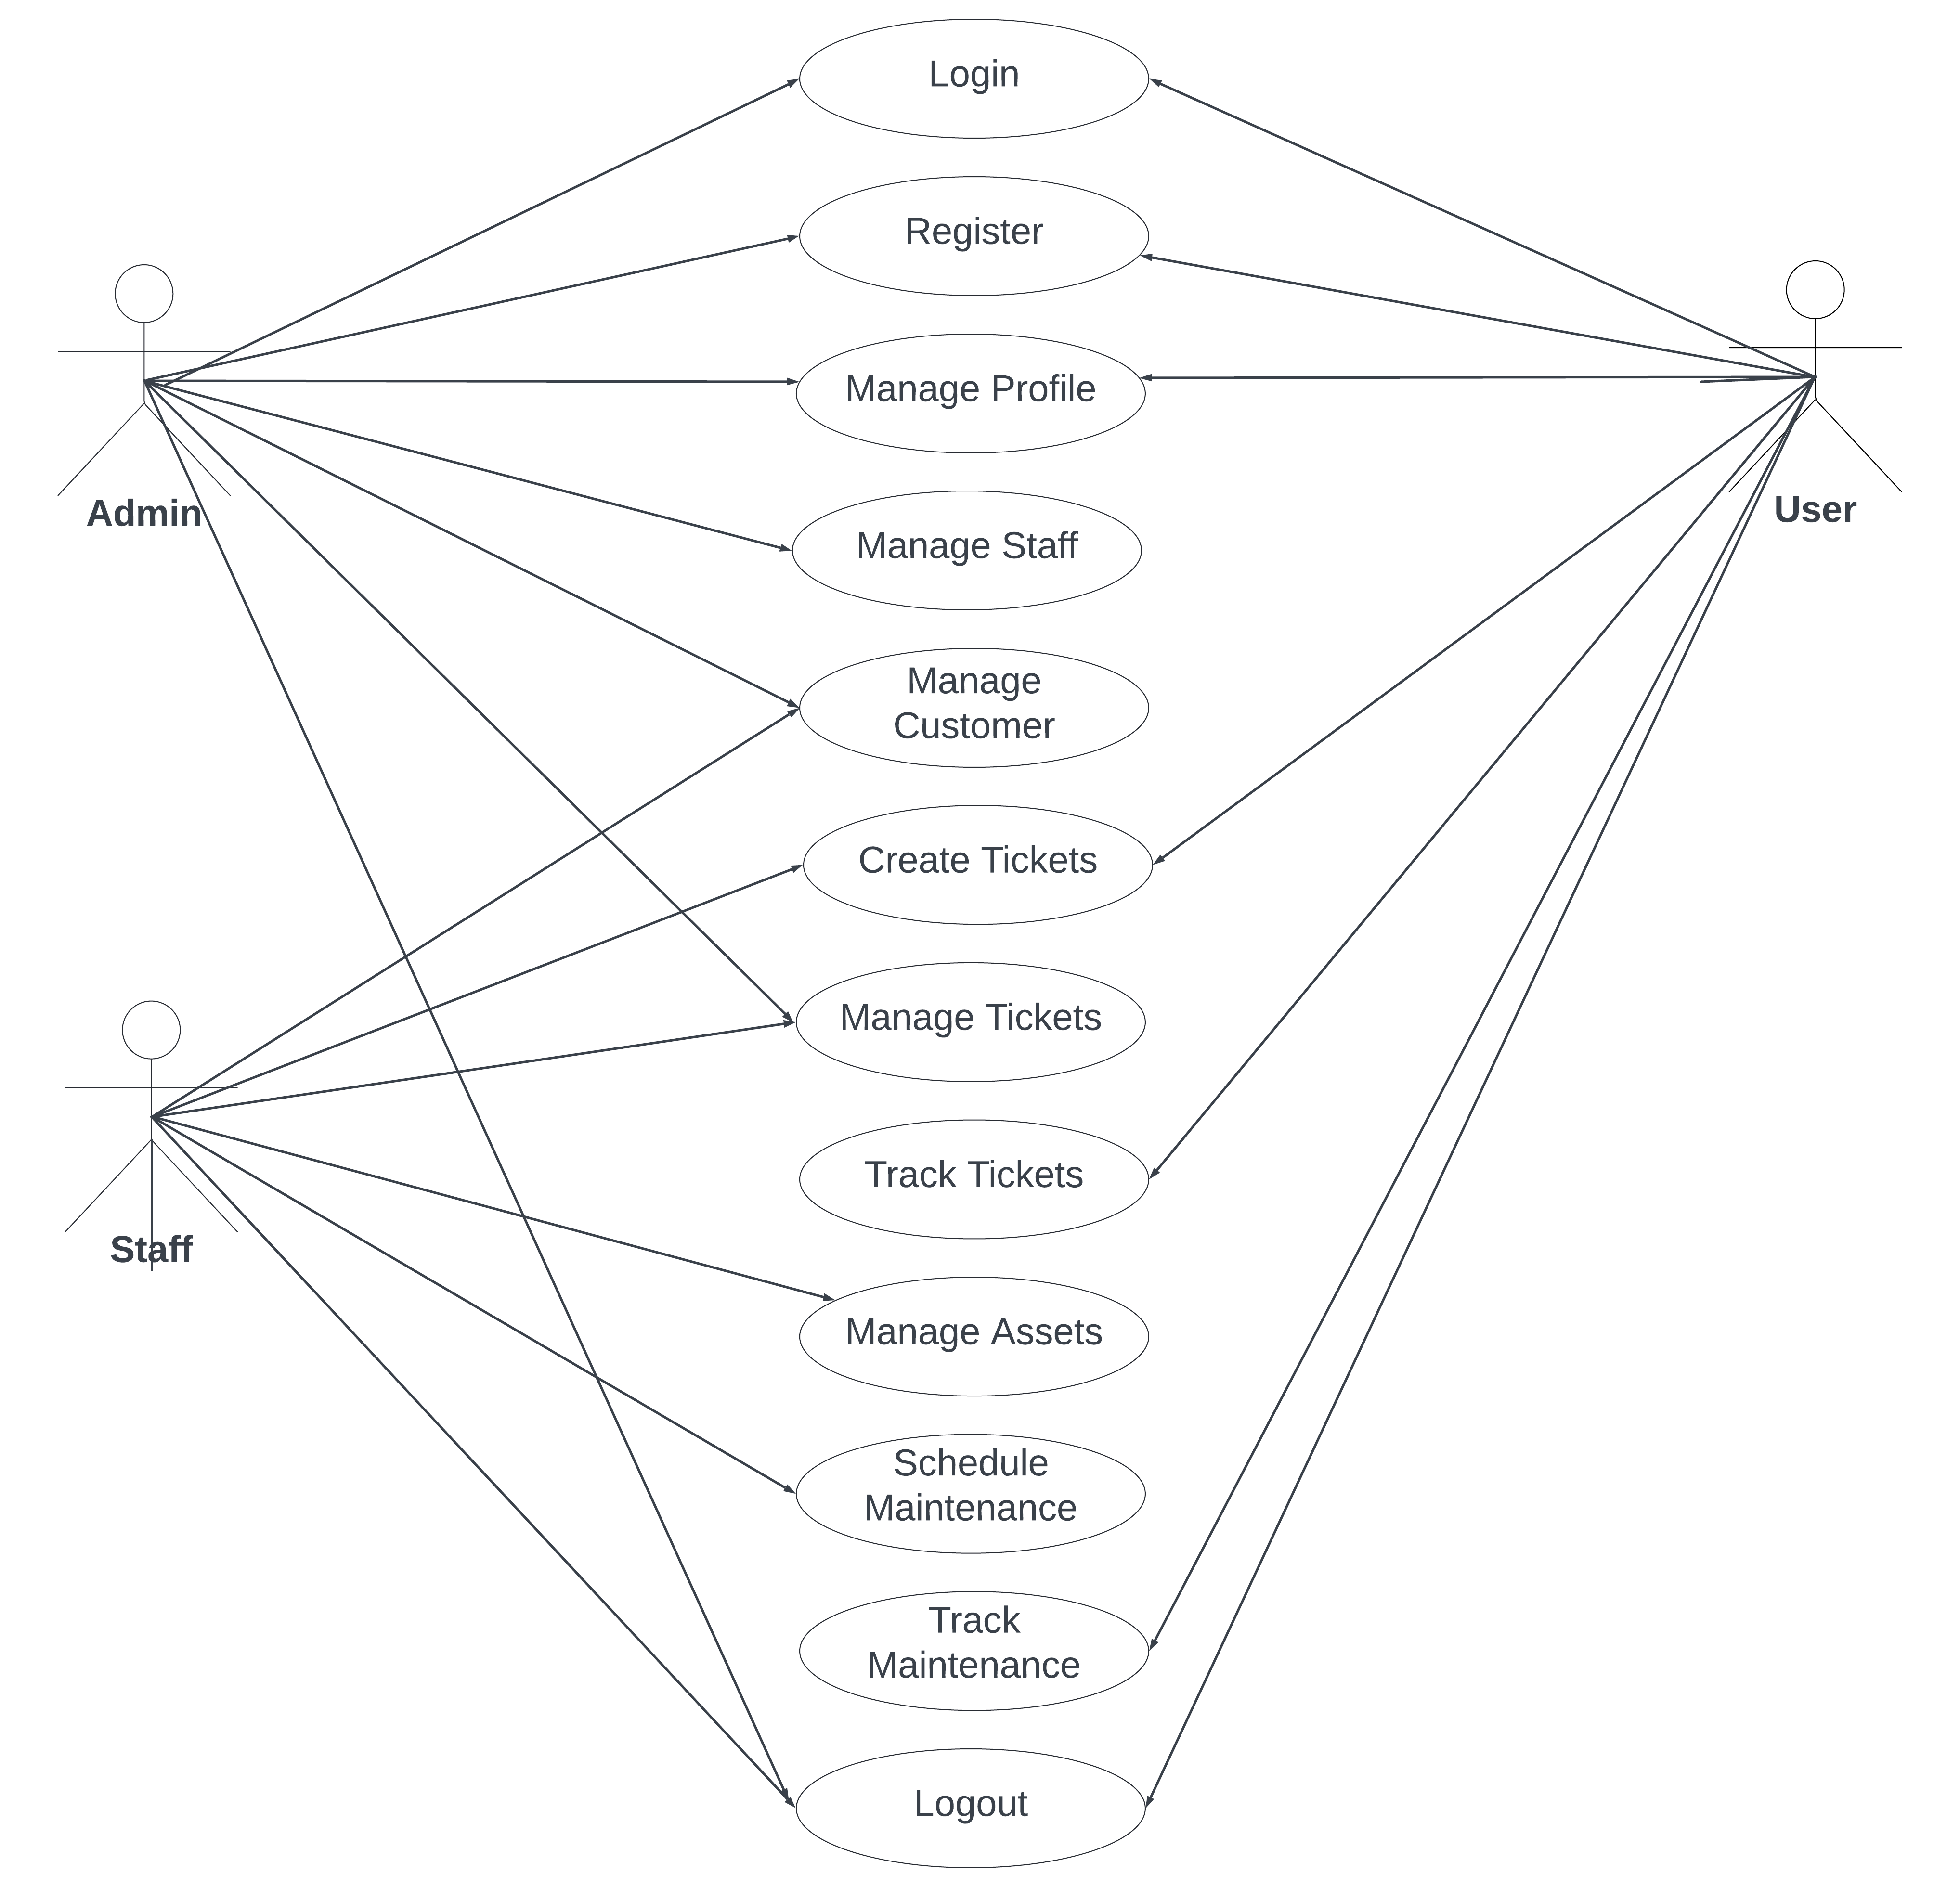 Login
Register
Manage Profile
Admin
User
Manage Staff
Manage
Customer
Create Tickets
Manage Tickets
Track Tickets
Staff
Manage Assets
Schedule
Maintenance
Track
Maintenance
Logout